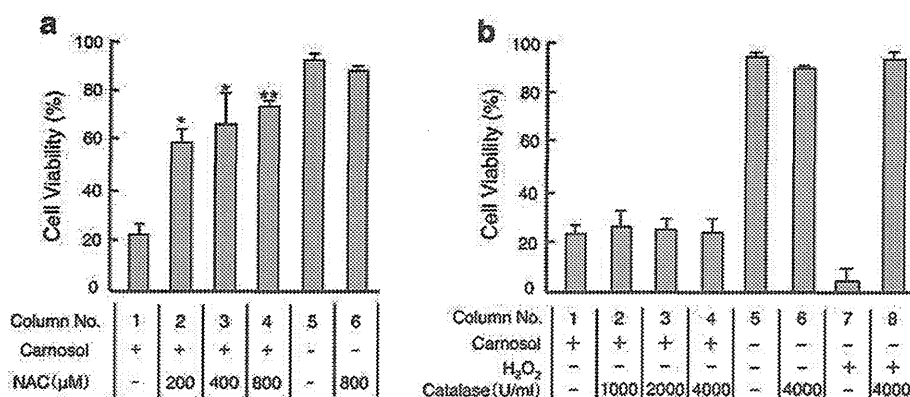 a
100
80
60
40
20
0
Cell Viability (%)
*
*
**
Column No. 1 2 3 4 5 6
Carnosol + + + + - -
NAC(μM) - 200 400 800 - 800
b
100
80
60
40
20
0
Cell Viability (%)
Column No. 1 2 3 4 5 6 7 8
Carnosol + + + + - - - -
H₂O₂ - - - - - - + +
Catalase(U/ml) - 1000 2000 4000 - 4000 - 4000